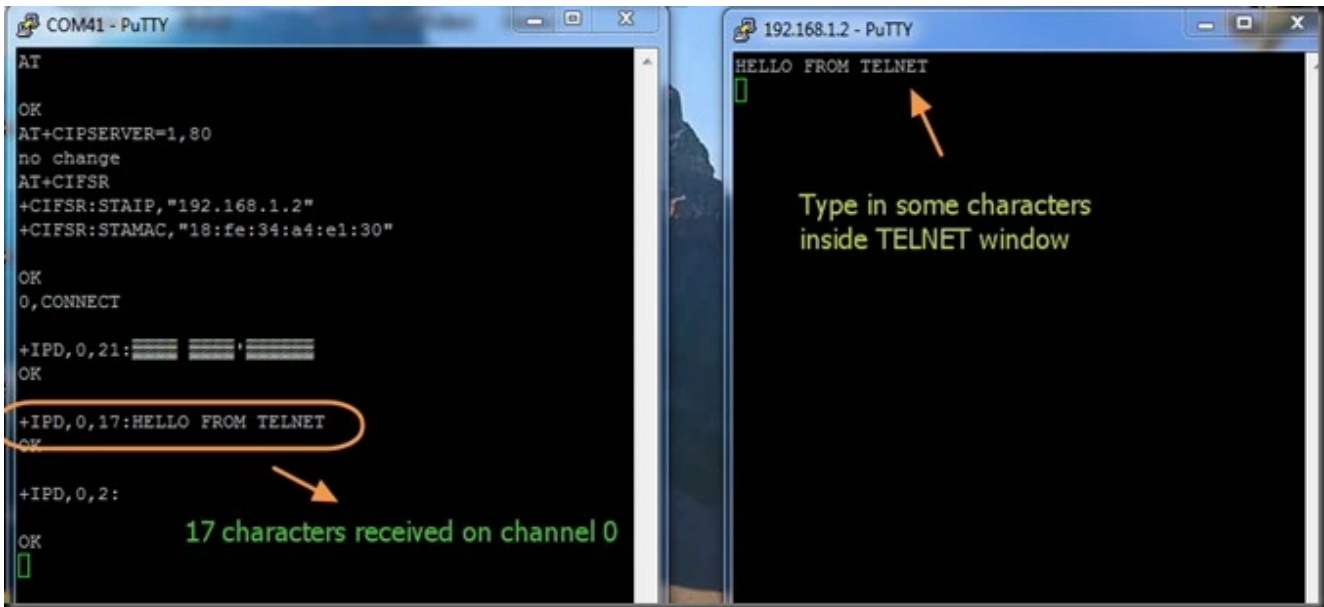 COM41 - PuTTY
AT
OK
AT+CIPSERVER=1,80
no change
AT+CIFSR
+CIFSR:STAIP,"192.168.1.2"
+CIFSR:STAMAC,"18:fe:34:a4:e1:30"
OK
0,CONNECT
+IPD,0,21:▒▒▒▒ ▒▒▒▒'▒▒▒▒▒▒
OK
+IPD,0,17:HELLO FROM TELNET
OK
+IPD,0,2:
OK
17 characters received on channel 0
192.168.1.2 - PuTTY
HELLO FROM TELNET
Type in some characters
inside TELNET window